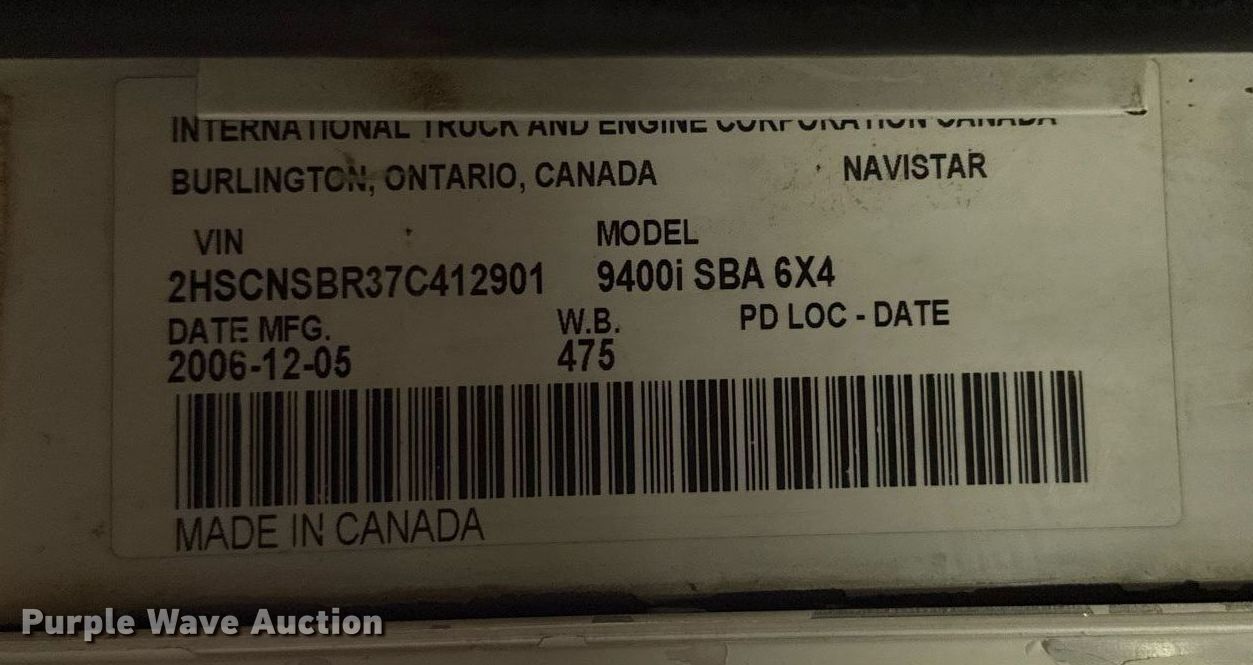 INTERNATIONAL TRUCK AND ENGINE CORPORATION CANADA
BURLINGTON, ONTARIO, CANADA NAVISTAR
VIN MODEL
2HSCNSBR37C412901 9400i SBA 6X4
DATE MFG. W.B. PD LOC - DATE
2006-12-05 475
MADE IN CANADA
Purple Wave Auction